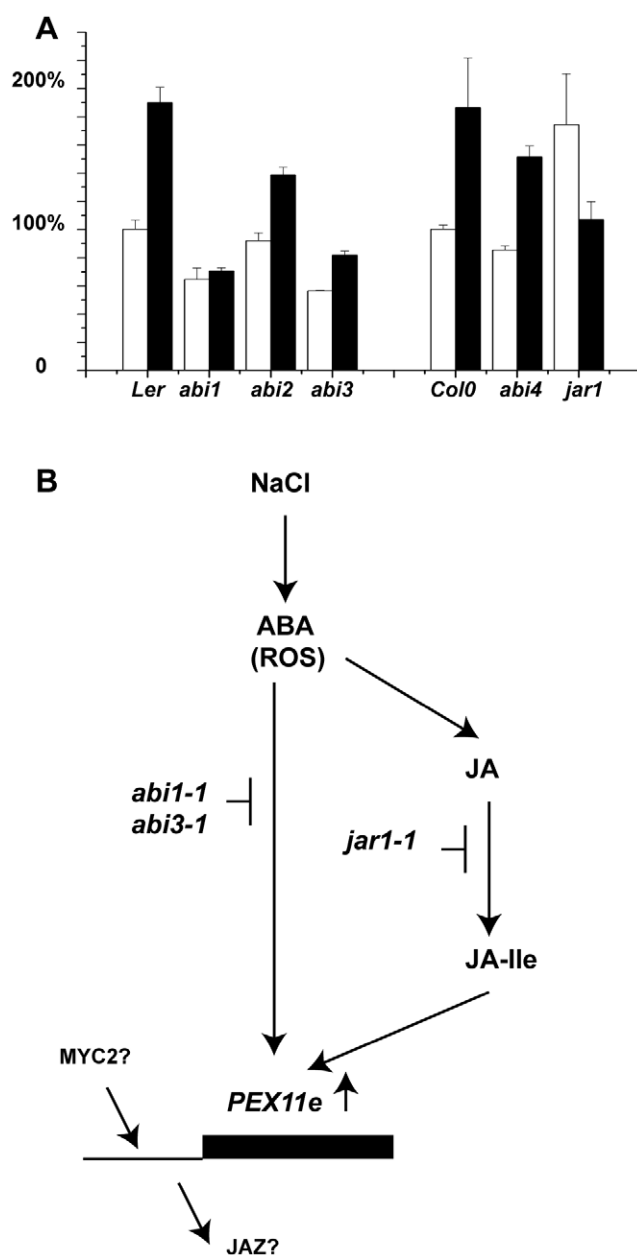 A
200%
100%
0
Ler abi1 abi2 abi3 Col0 abi4 jar1
B
NaCl
ABA
(ROS)
JA
abi1-1
abi3-1
jar1-1
JA-Ile
MYC2?
PEX11e
JAZ?